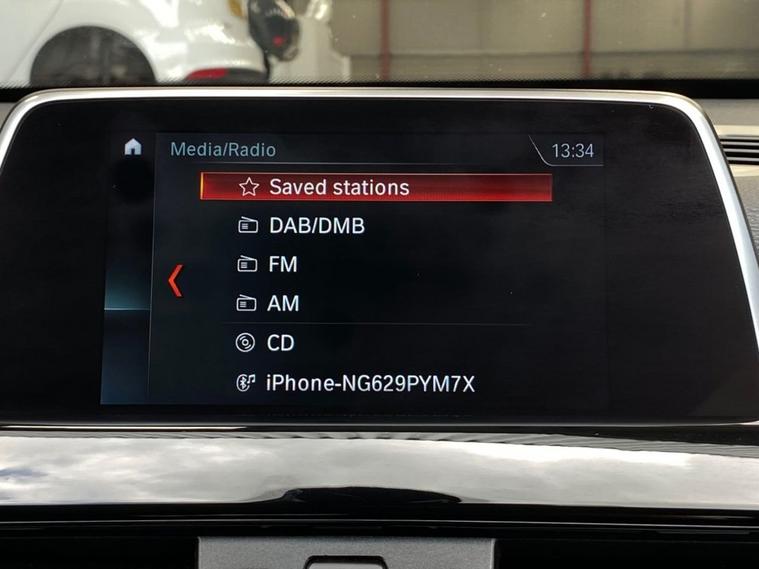 Media/Radio
13:34
Saved stations
DAB/DMB
FM
AM
CD
iPhone-NG629PYM7X